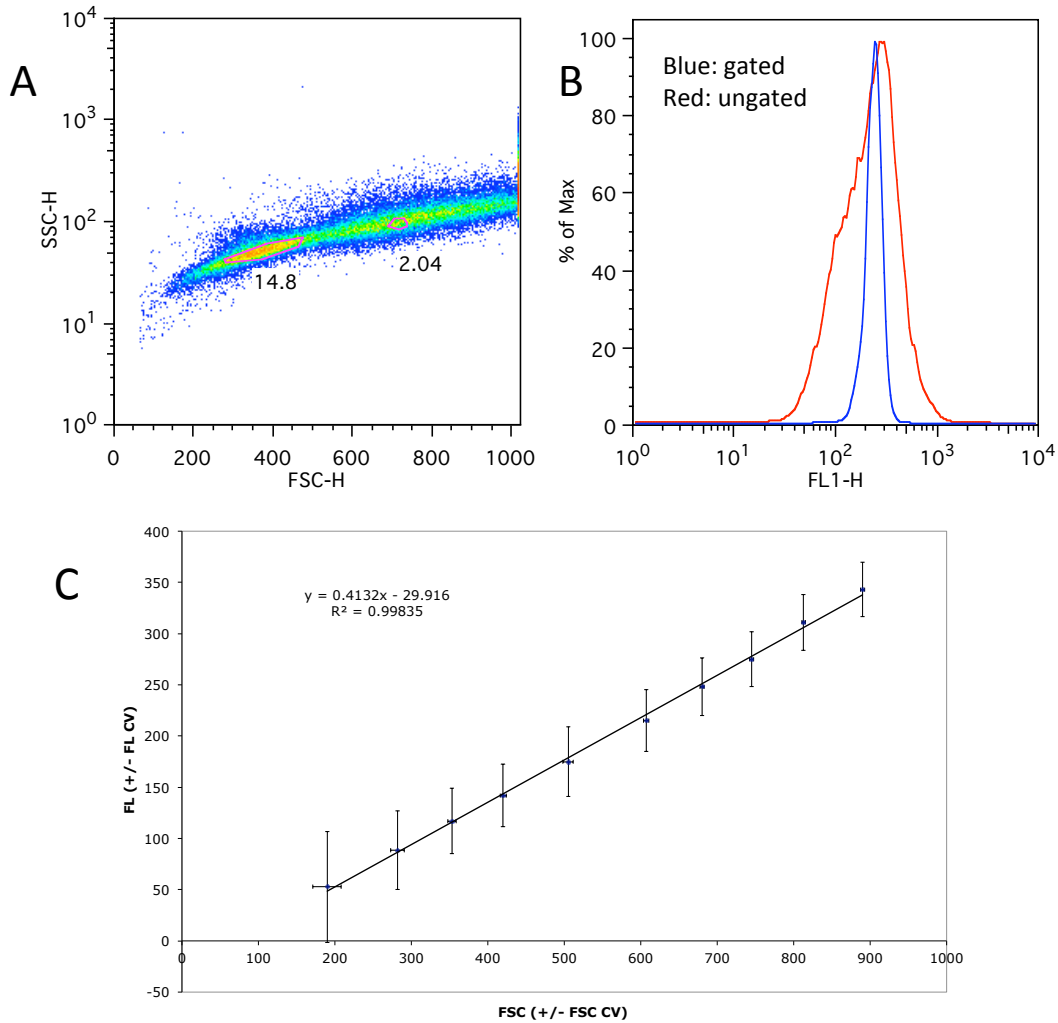 A
SSC-H
10^4
10^3
10^2
10^1
10^0
14.8
2.04
0 200 400 600 800 1000
FSC-H
B
Blue: gated
Red: ungated
% of Max
100
80
60
40
20
0
10^0 10^1 10^2 10^3 10^4
FL1-H
C
y = 0.4132x - 29.916
R² = 0.99835
FL (+/- FL CV)
400
350
300
250
200
150
100
50
0
-50
0 100 200 300 400 500 600 700 800 900 1000
FSC (+/- FSC CV)